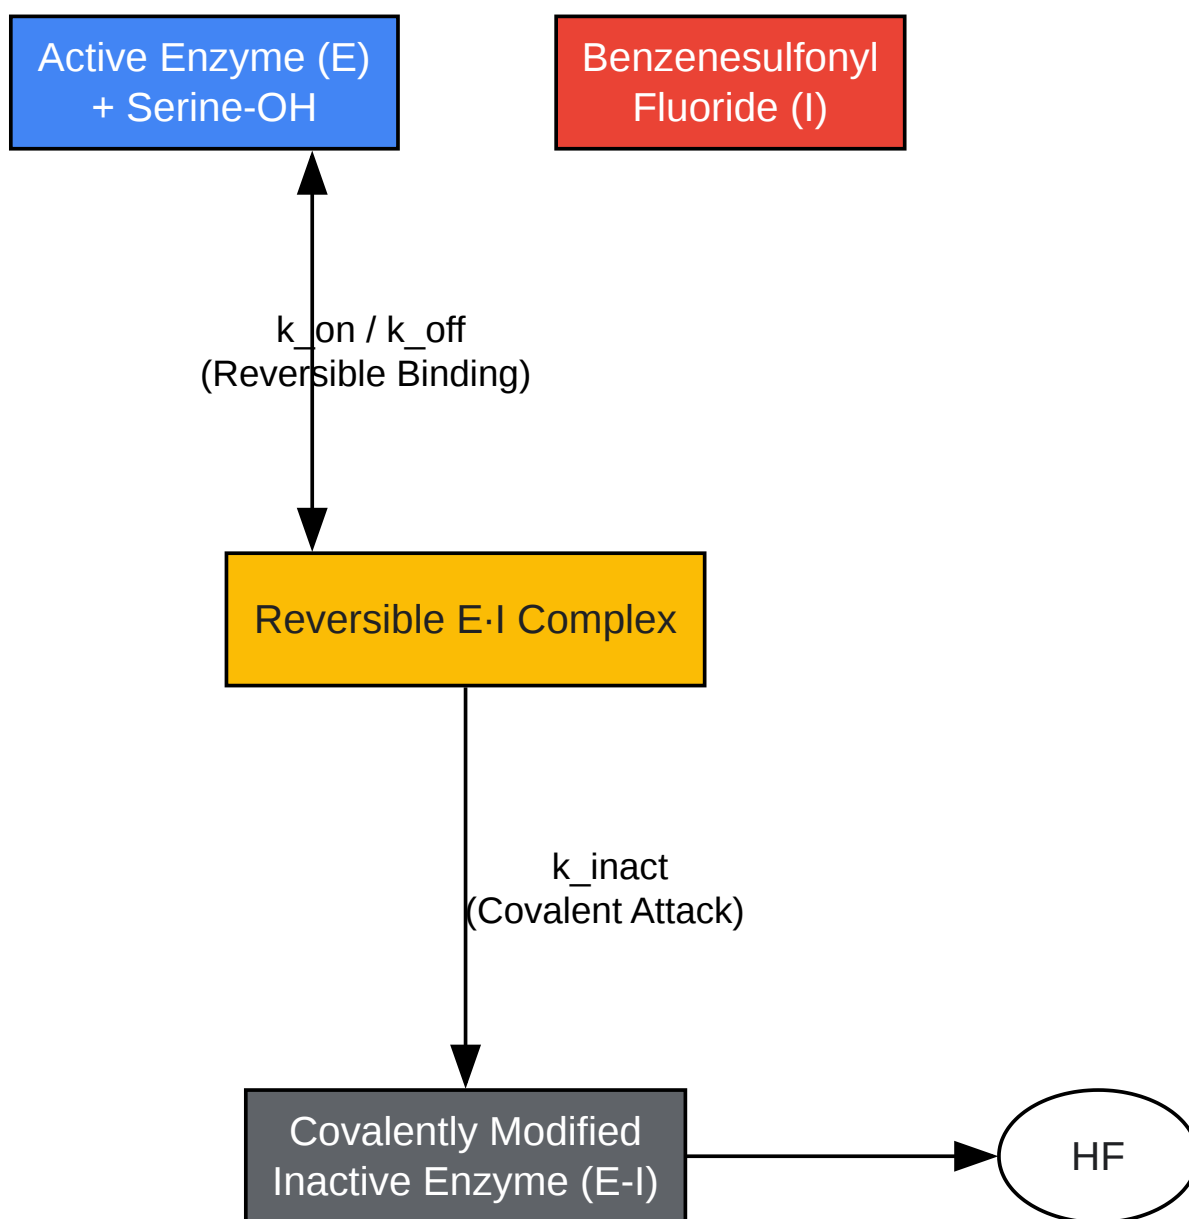 Active Enzyme (E)
+ Serine-OH
Benzenesulfonyl
Fluoride (I)
k_on / k_off
(Reversible Binding)
Reversible E·I Complex
k_inact
(Covalent Attack)
Covalently Modified
Inactive Enzyme (E-I)
HF